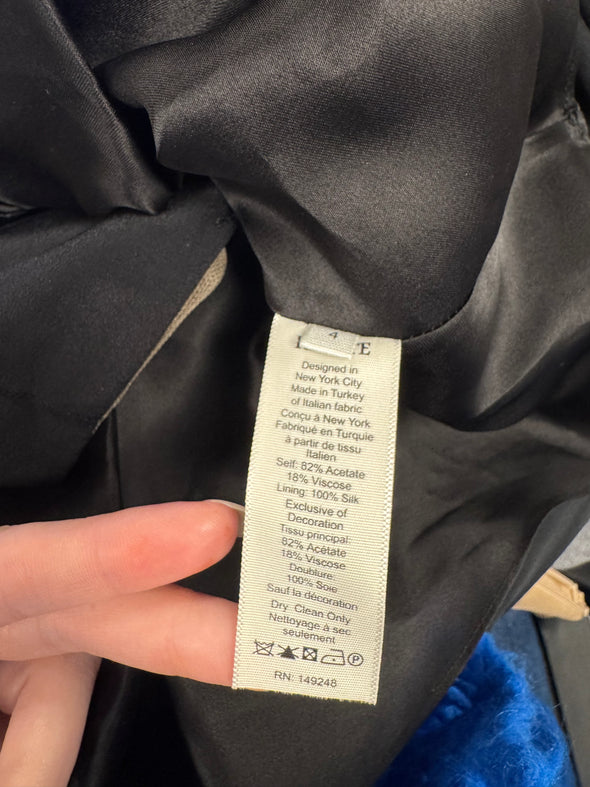 4
Designed in
New York City
Made in Turkey
of Italian fabric
Conçu à New York
Fabriqué en Turquie
à partir de tissu
Italien
Self: 82% Acetate
18% Viscose
Lining: 100% Silk
Exclusive of
Decoration
Tissu principal:
82% Acétate
18% Viscose
Doublure:
100% Soie
Sauf la décoration
Dry Clean Only
Nettoyage à sec
seulement
P
RN: 149248